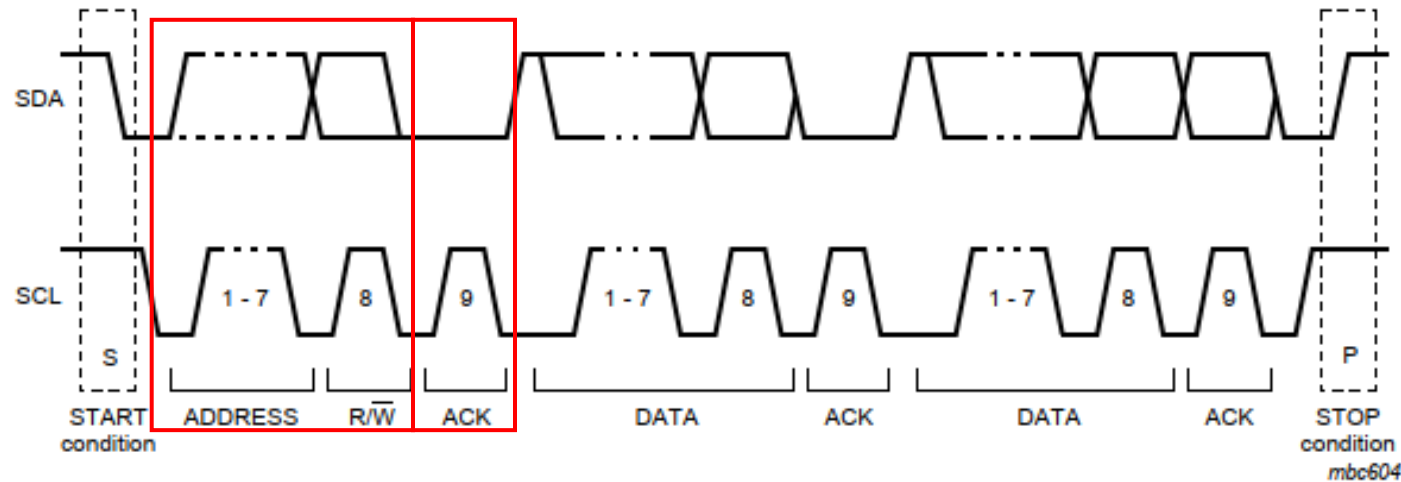 SDA
SCL
1 - 7 8 9 1 - 7 8 9 1 - 7 8 9
S P
START condition
ADDRESS R/W̅ ACK DATA ACK DATA ACK
STOP condition
mbc604